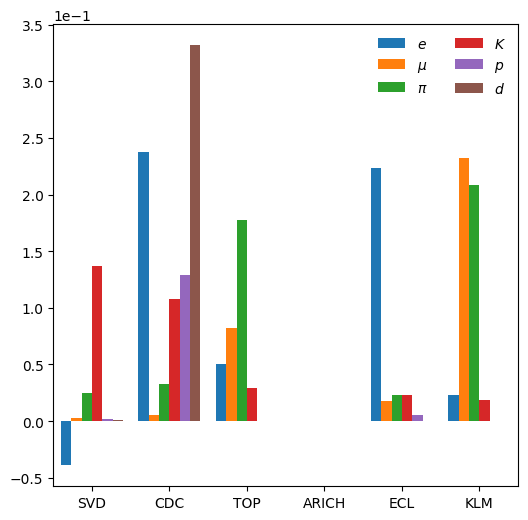 1e−1
3.5
3.0
2.5
2.0
1.5
1.0
0.5
0.0
−0.5
e
μ
π
K
p
d
SVD CDC TOP ARICH ECL KLM